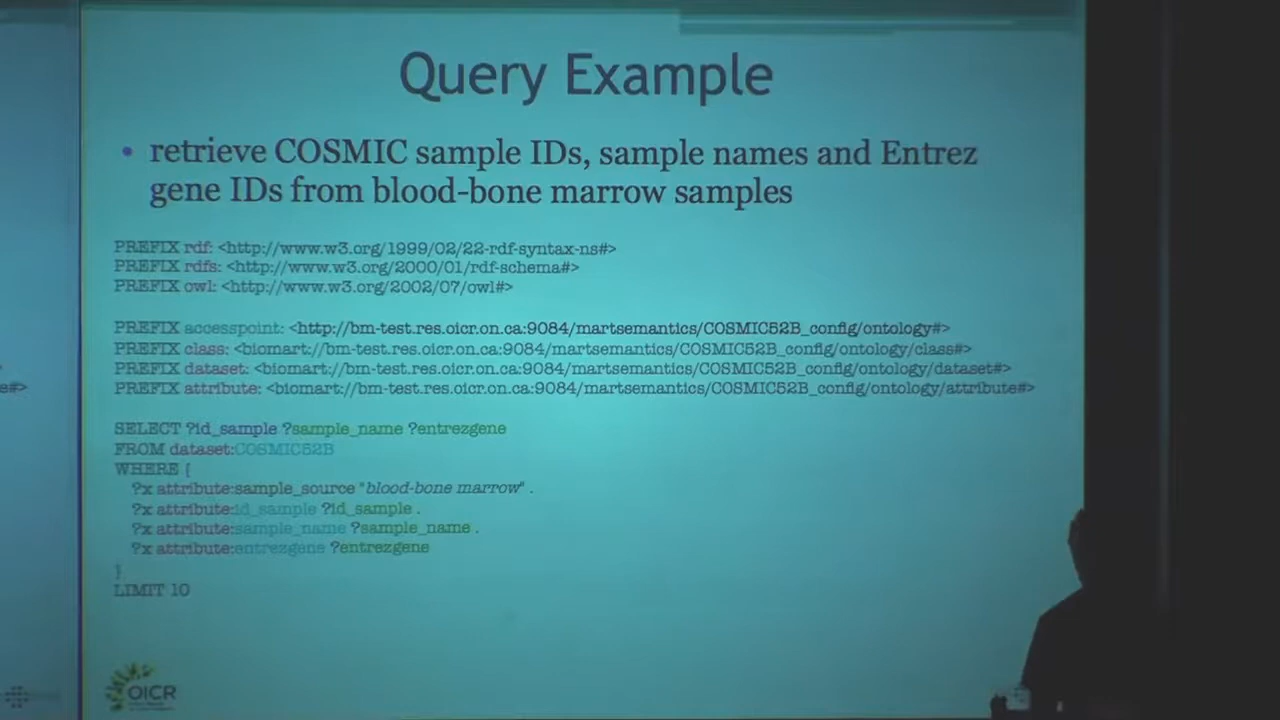 Query Example
• retrieve COSMIC sample IDs, sample names and Entrez
gene IDs from blood-bone marrow samples
PREFIX rdf: <http://www.w3.org/1999/02/22-rdf-syntax-ns#>
PREFIX rdfs: <http://www.w3.org/2000/01/rdf-schema#>
PREFIX owl: <http://www.w3.org/2002/07/owl#>
PREFIX accesspoint: <http://bm-test.res.oicr.on.ca:9084/martsemantics/COSMIC52B_config/ontology#>
PREFIX class: <biomart://bm-test.res.oicr.on.ca:9084/martsemantics/COSMIC52B_config/ontology/class#>
PREFIX dataset: <biomart://bm-test.res.oicr.on.ca:9084/martsemantics/COSMIC52B_config/ontology/dataset#>
PREFIX attribute: <biomart://bm-test.res.oicr.on.ca:9084/martsemantics/COSMIC52B_config/ontology/attribute#>
e#>
SELECT ?id_sample ?sample_name ?entrezgene
FROM dataset:COSMIC52B
WHERE {
?x attribute:sample_source "blood-bone marrow" .
?x attribute:id_sample ?id_sample .
?x attribute:sample_name ?sample_name .
?x attribute:entrezgene ?entrezgene
}
LIMIT 10
OICR